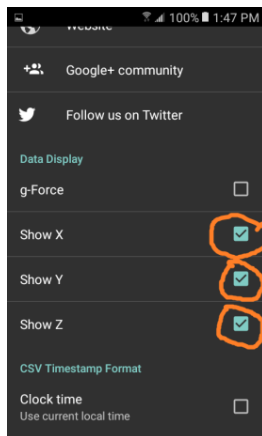 100% 1:47 PM
Website
Google+ community
Follow us on Twitter
Data Display
g-Force
Show X
Show Y
Show Z
CSV Timestamp Format
Clock time
Use current local time